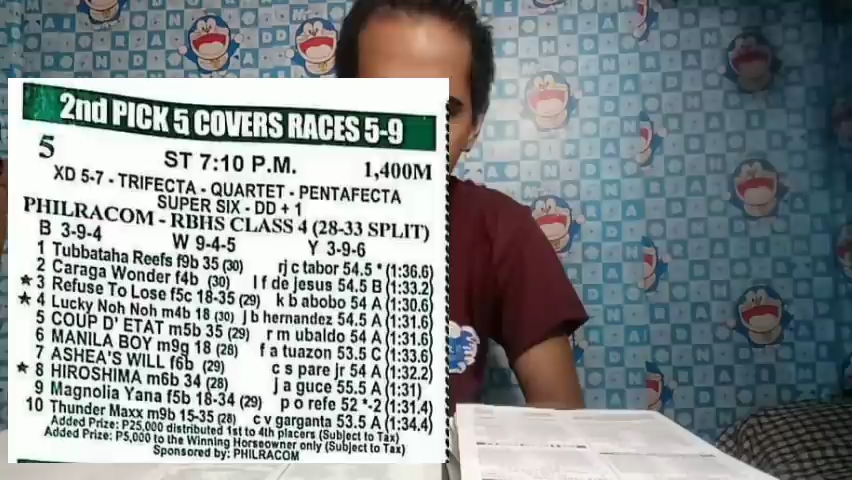 2nd PICK 5 COVERS RACES 5-9
5 ST 7:10 P.M. 1,400M
XD 5-7 - TRIFECTA - QUARTET - PENTAFECTA
SUPER SIX - DD + 1
PHILRACOM - RBHS CLASS 4 (28-33 SPLIT)
B 3-9-4 W 9-4-5 Y 3-9-6
1 Tubbataha Reefs f9b 35 (30) rj c tabor 54.5 * (1:36.6)
2 Caraga Wonder f4b (30) l f de jesus 54.5 B (1:33.2)
★ 3 Refuse To Lose f5c 18-35 (29) k b abobo 54 A (1:30.6)
★ 4 Lucky Noh Noh m4b 18 (30) j b hernandez 54.5 A (1:31.6)
5 COUP D' ETAT m5b 35 (29) r m ubaldo 54 A (1:31.6)
6 MANILA BOY m9g 18 (28) f a tuazon 53.5 C (1:33.6)
7 ASHEA'S WILL f6b (29) c s pare jr 54 A (1:32.2)
★ 8 HIROSHIMA m6b 34 (28) j a guce 55.5 A (1:31)
9 Magnolia Yana f5b 18-34 (29) p o refe 52 *-2 (1:31.4)
10 Thunder Maxx m9b 15-35 (28) c v garganta 53.5 A (1:34.4)
Added Prize: P25,000 distributed 1st to 4th placers (Subject to Tax)
Added Prize: P5,000 to the Winning Horseowner only (Subject to Tax)
Sponsored by: PHILRACOM